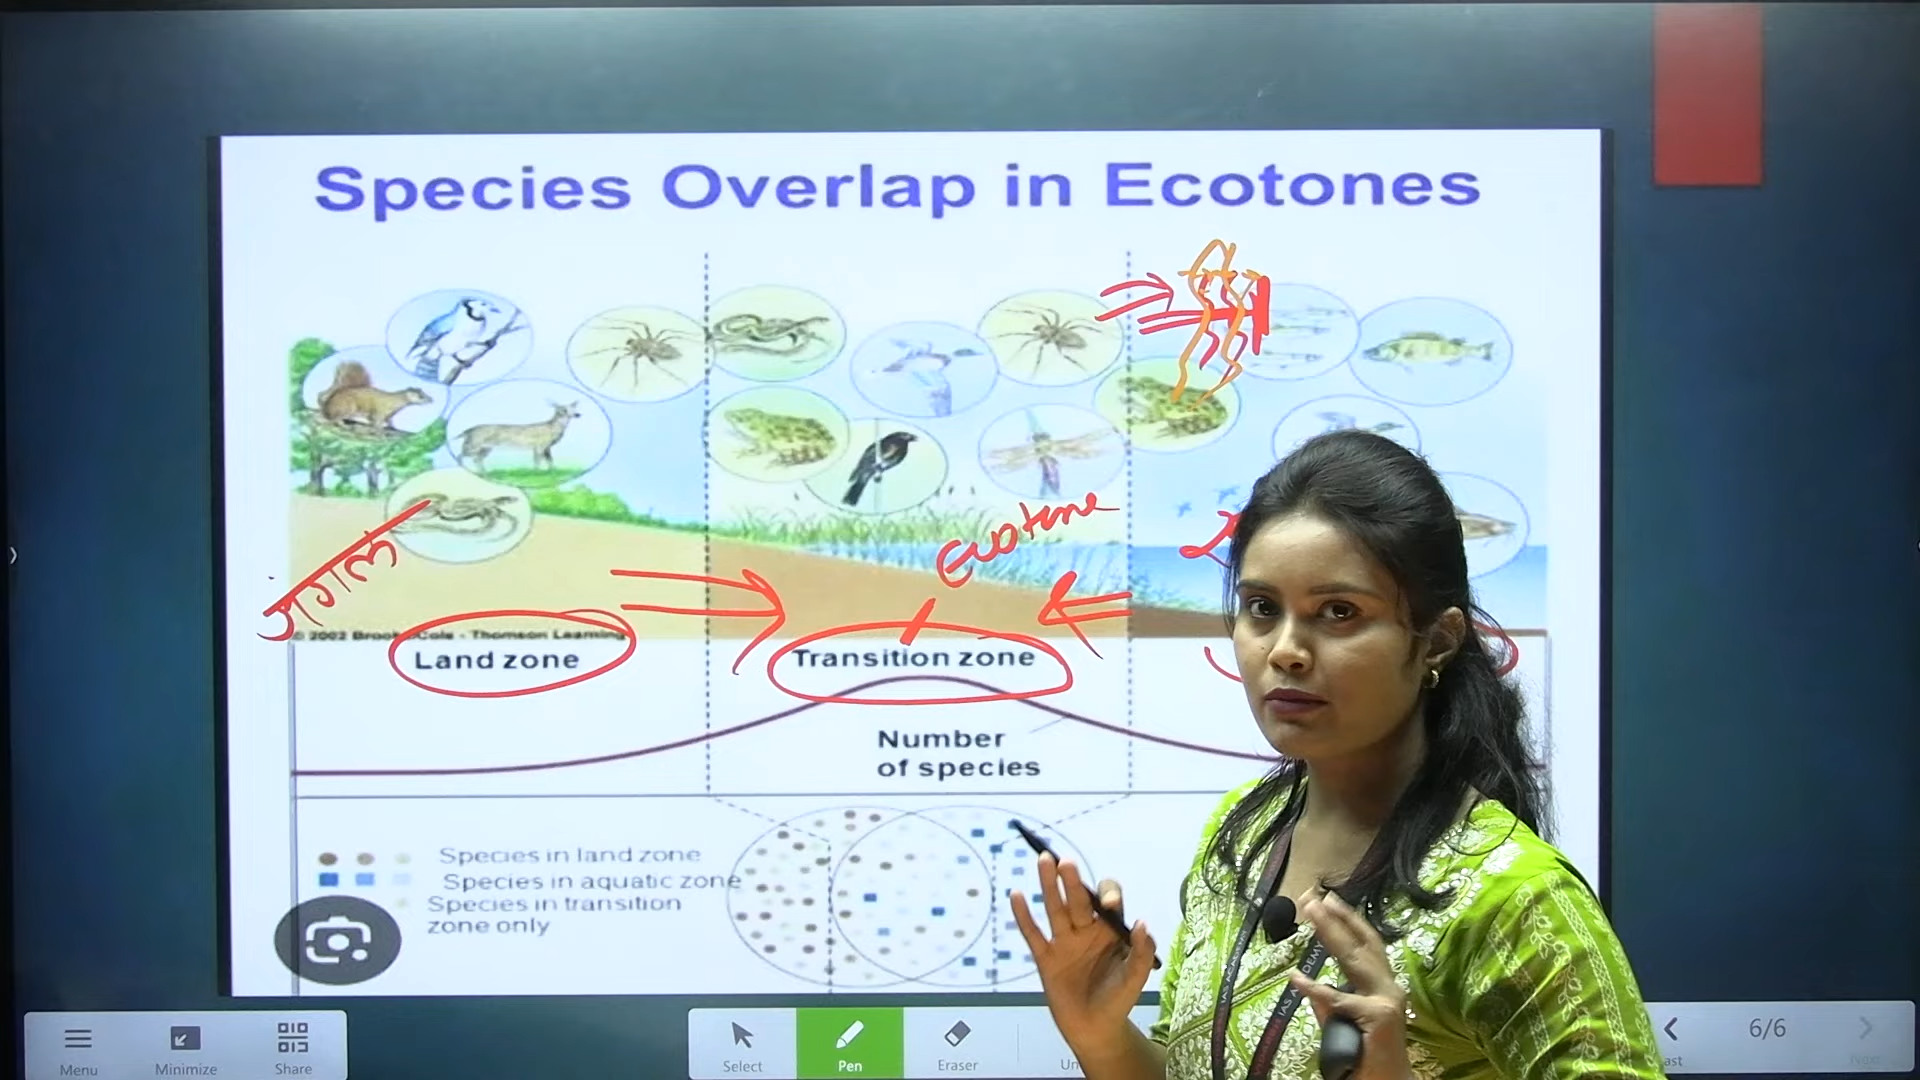 Species Overlap in Ecotones
Ecotone
जंगल
© 2002 Brooks/Cole - Thomson Learning
Land zone
Transition zone
Number
of species
Species in land zone
Species in aquatic zone
Species in transition
zone only
IAS ACADEMY
Menu
Minimize
Share
Select
Pen
Eraser
6/6